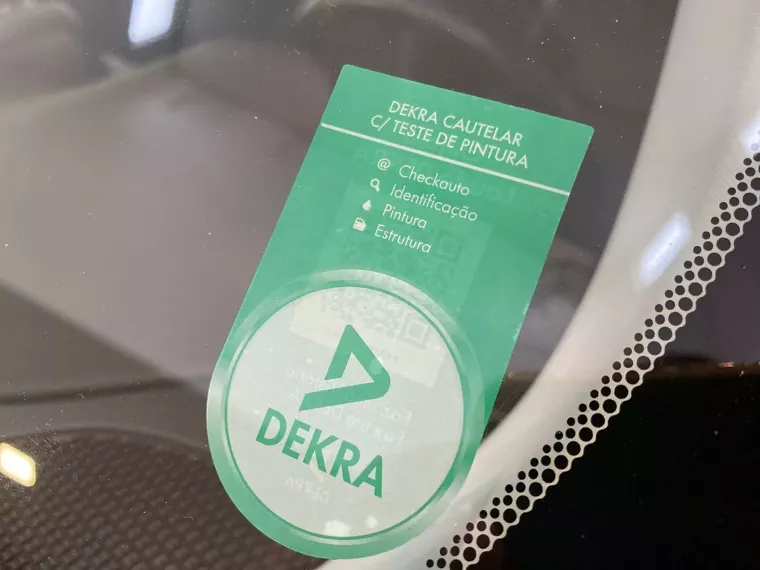 DEKRA CAUTELAR
C/ TESTE DE PINTURA
@ Checkauto
Identificação
Pintura
Estrutura
DEKRA